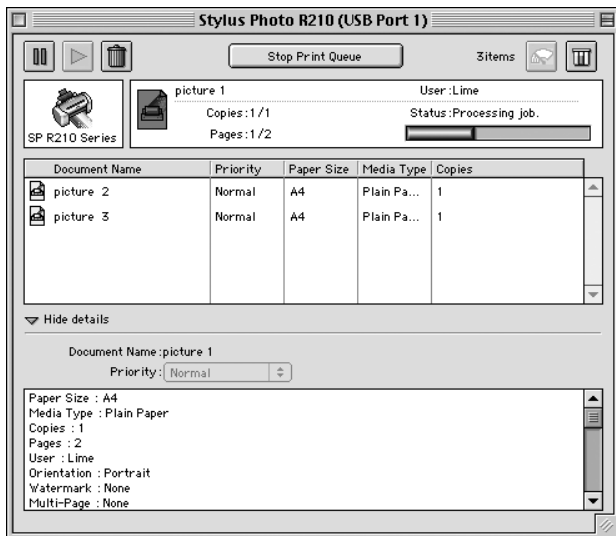 Stylus Photo R210 (USB Port 1)
Stop Print Queue
3items
SP R210 Series
picture 1
User :Lime
Copies :1/1
Status :Processing job.
Pages :1/2
Document Name Priority Paper Size Media Type Copies
picture 2 Normal A4 Plain Pa... 1
picture 3 Normal A4 Plain Pa... 1
Hide details
Document Name :picture 1
Priority : Normal
Paper Size : A4
Media Type : Plain Paper
Copies : 1
Pages : 2
User : Lime
Orientation : Portrait
Watermark : None
Multi-Page : None